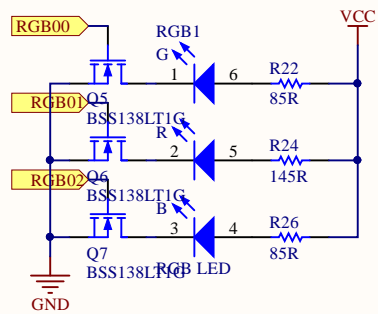 RGB00
RGB1
VCC
G
1
6
R22
85R
Q5
BSS138LT1G
RGB01
R
2
5
R24
145R
Q6
BSS138LT1G
RGB02
B
3
4
R26
85R
Q7
BSS138LT1G
RGB LED
GND